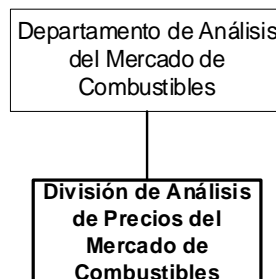 Departamento de Análisis
del Mercado de
Combustibles
División de Análisis
de Precios del
Mercado de
Combustibles